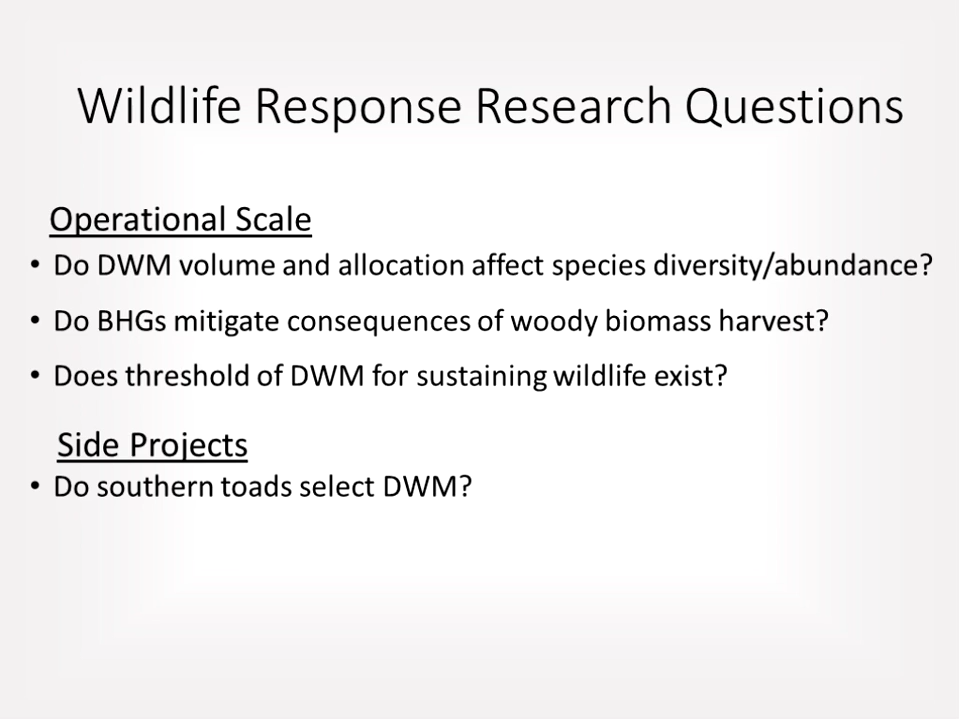 Wildlife Response Research Questions
Operational Scale
• Do DWM volume and allocation affect species diversity/abundance?
• Do BHGs mitigate consequences of woody biomass harvest?
• Does threshold of DWM for sustaining wildlife exist?
Side Projects
• Do southern toads select DWM?